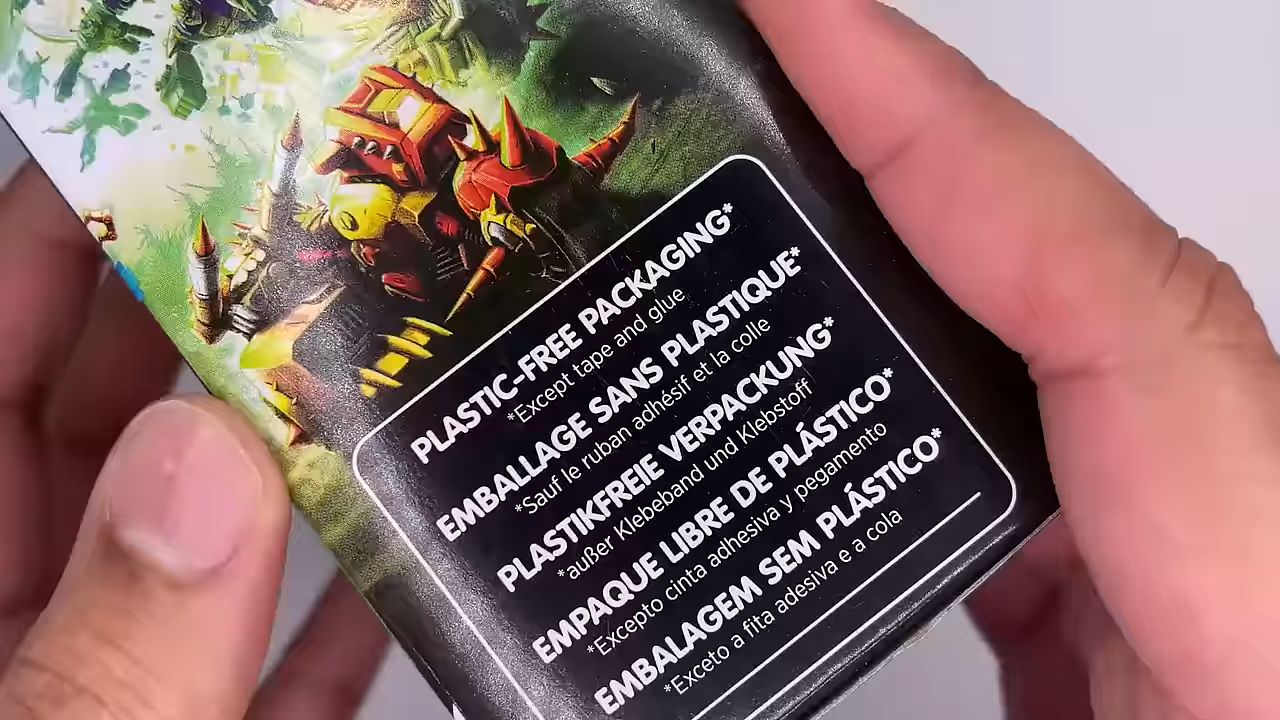 PLASTIC-FREE PACKAGING*
*Except tape and glue
EMBALLAGE SANS PLASTIQUE*
*Sauf le ruban adhésif et la colle
PLASTIKFREIE VERPACKUNG*
*außer Klebeband und Klebstoff
EMPAQUE LIBRE DE PLÁSTICO*
*Excepto cinta adhesiva y pegamento
EMBALAGEM SEM PLÁSTICO*
*Exceto a fita adesiva e a cola